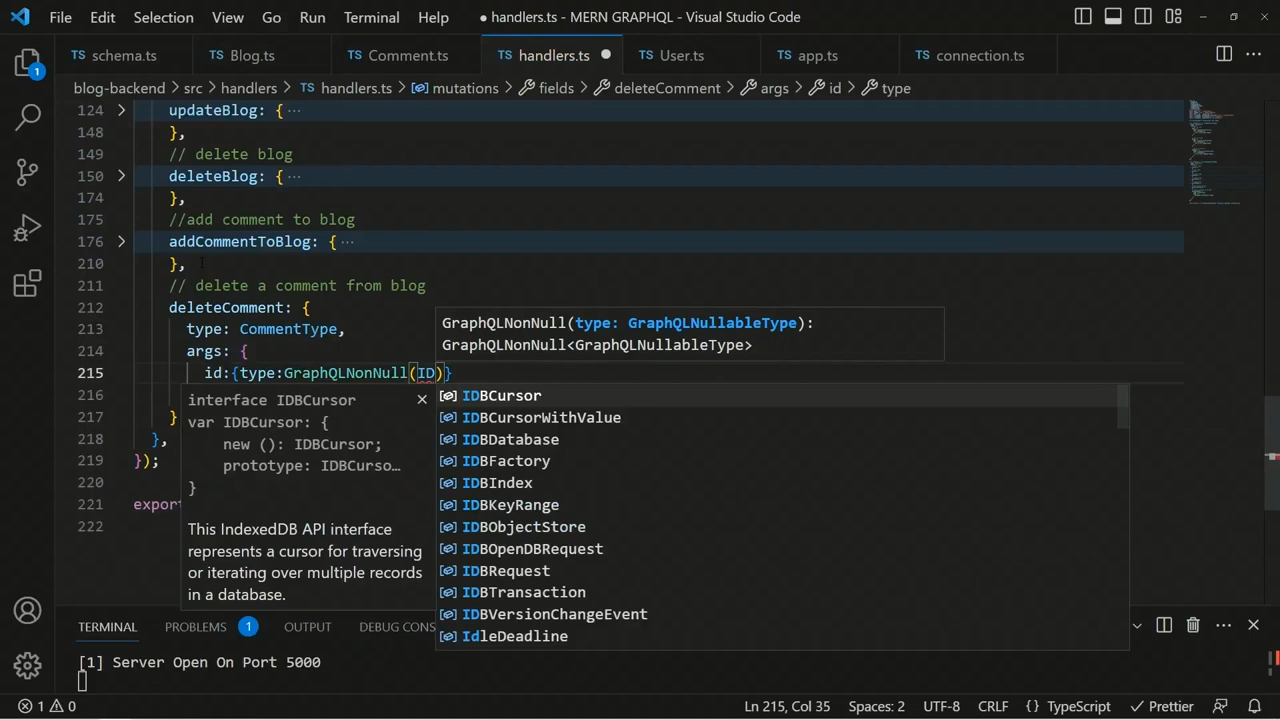 File Edit Selection View Go Run Terminal Help
● handlers.ts - MERN GRAPHQL - Visual Studio Code
TS schema.ts TS Blog.ts TS Comment.ts TS handlers.ts ● TS User.ts TS app.ts TS connection.ts
blog-backend > src > handlers > TS handlers.ts > mutations > fields > deleteComment > args > id > type
1
124 updateBlog: { ···
148 },
149 // delete blog
150 deleteBlog: { ···
174 },
175 //add comment to blog
176 addCommentToBlog: { ···
210 },
211 // delete a comment from blog
212 deleteComment: {
213 type: CommentType,
214 args: {
215 id:{type:GraphQLNonNull(ID)}
216
217 }
218 },
219 });
220
221 export
222
GraphQLNonNull(type: GraphQLNullableType):
GraphQLNonNull<GraphQLNullableType>
interface IDBCursor
var IDBCursor: {
new (): IDBCursor;
prototype: IDBCurso…
}
This IndexedDB API interface
represents a cursor for traversing
or iterating over multiple records
in a database.
IDBCursor
IDBCursorWithValue
IDBDatabase
IDBFactory
IDBIndex
IDBKeyRange
IDBObjectStore
IDBOpenDBRequest
IDBRequest
IDBTransaction
IDBVersionChangeEvent
IdleDeadline
TERMINAL PROBLEMS 1 OUTPUT DEBUG CONS
[1] Server Open On Port 5000
1 0 Ln 215, Col 35 Spaces: 2 UTF-8 CRLF {} TypeScript Prettier